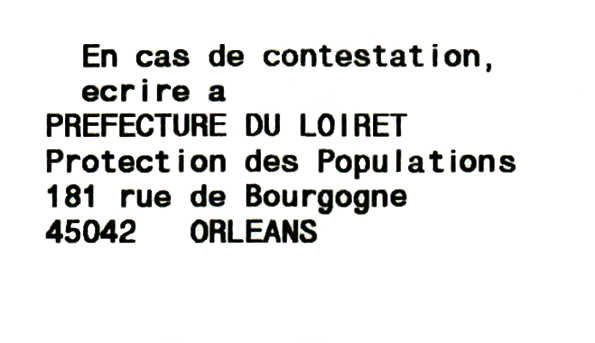 En cas de contestation,
ecrire a
PREFECTURE DU LOIRET
Protection des Populations
181 rue de Bourgogne
45042 ORLEANS